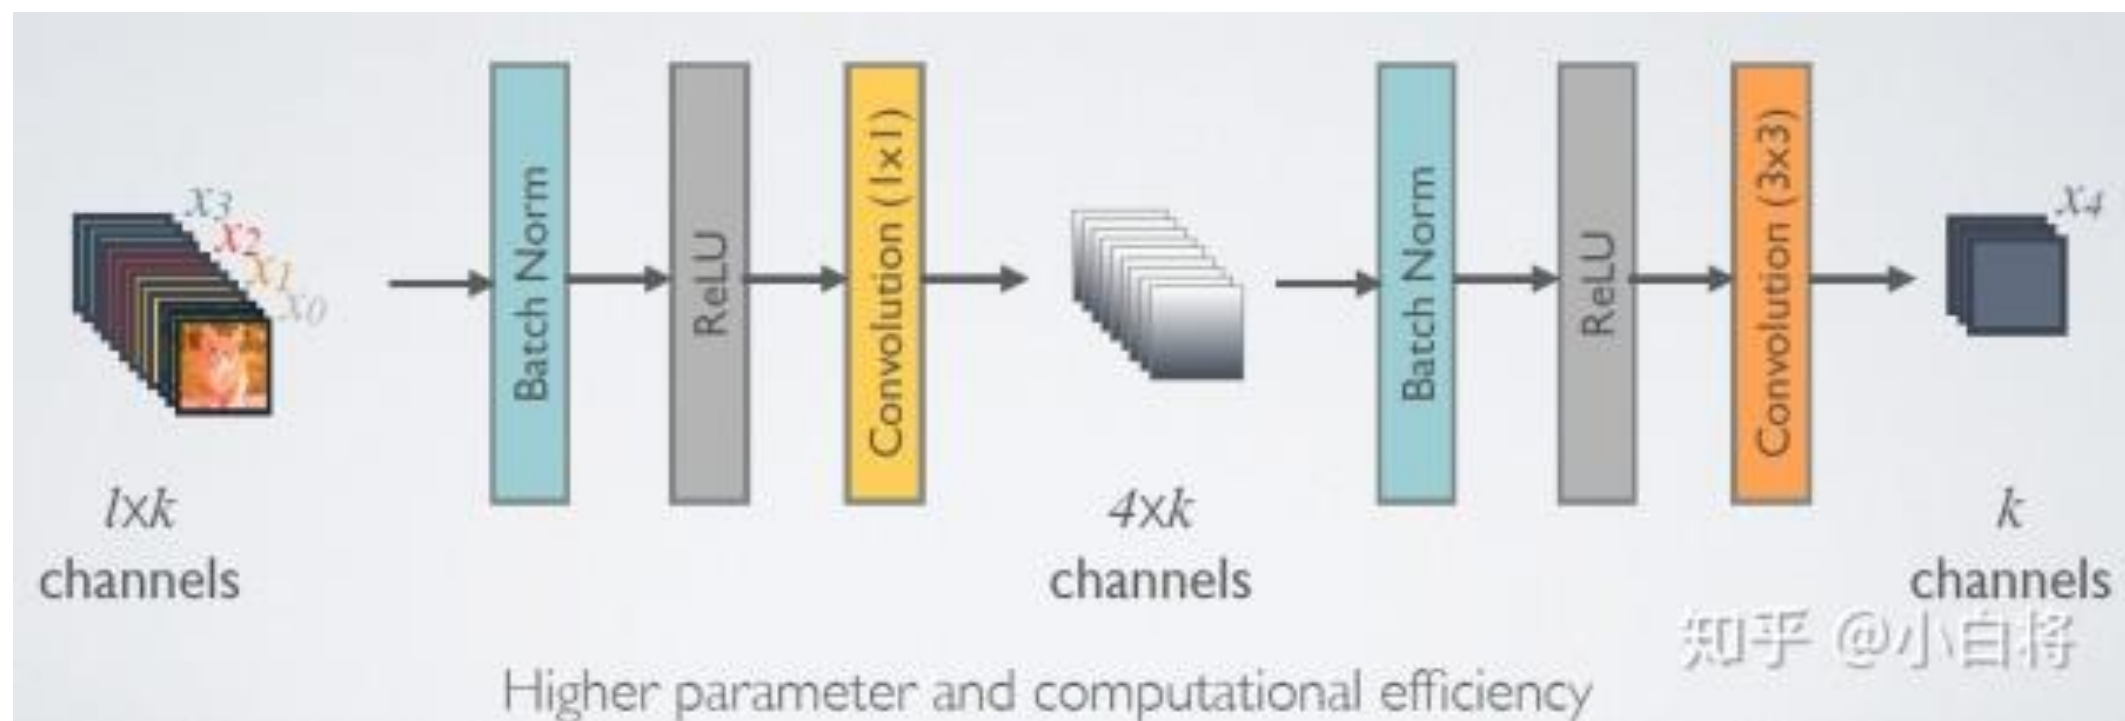 x3
x2
x1
x0
Batch Norm
ReLU
Convolution (1x1)
Batch Norm
ReLU
Convolution (3x3)
x4
l×k
channels
4×k
channels
k
channels
知乎 @小白将
Higher parameter and computational efficiency